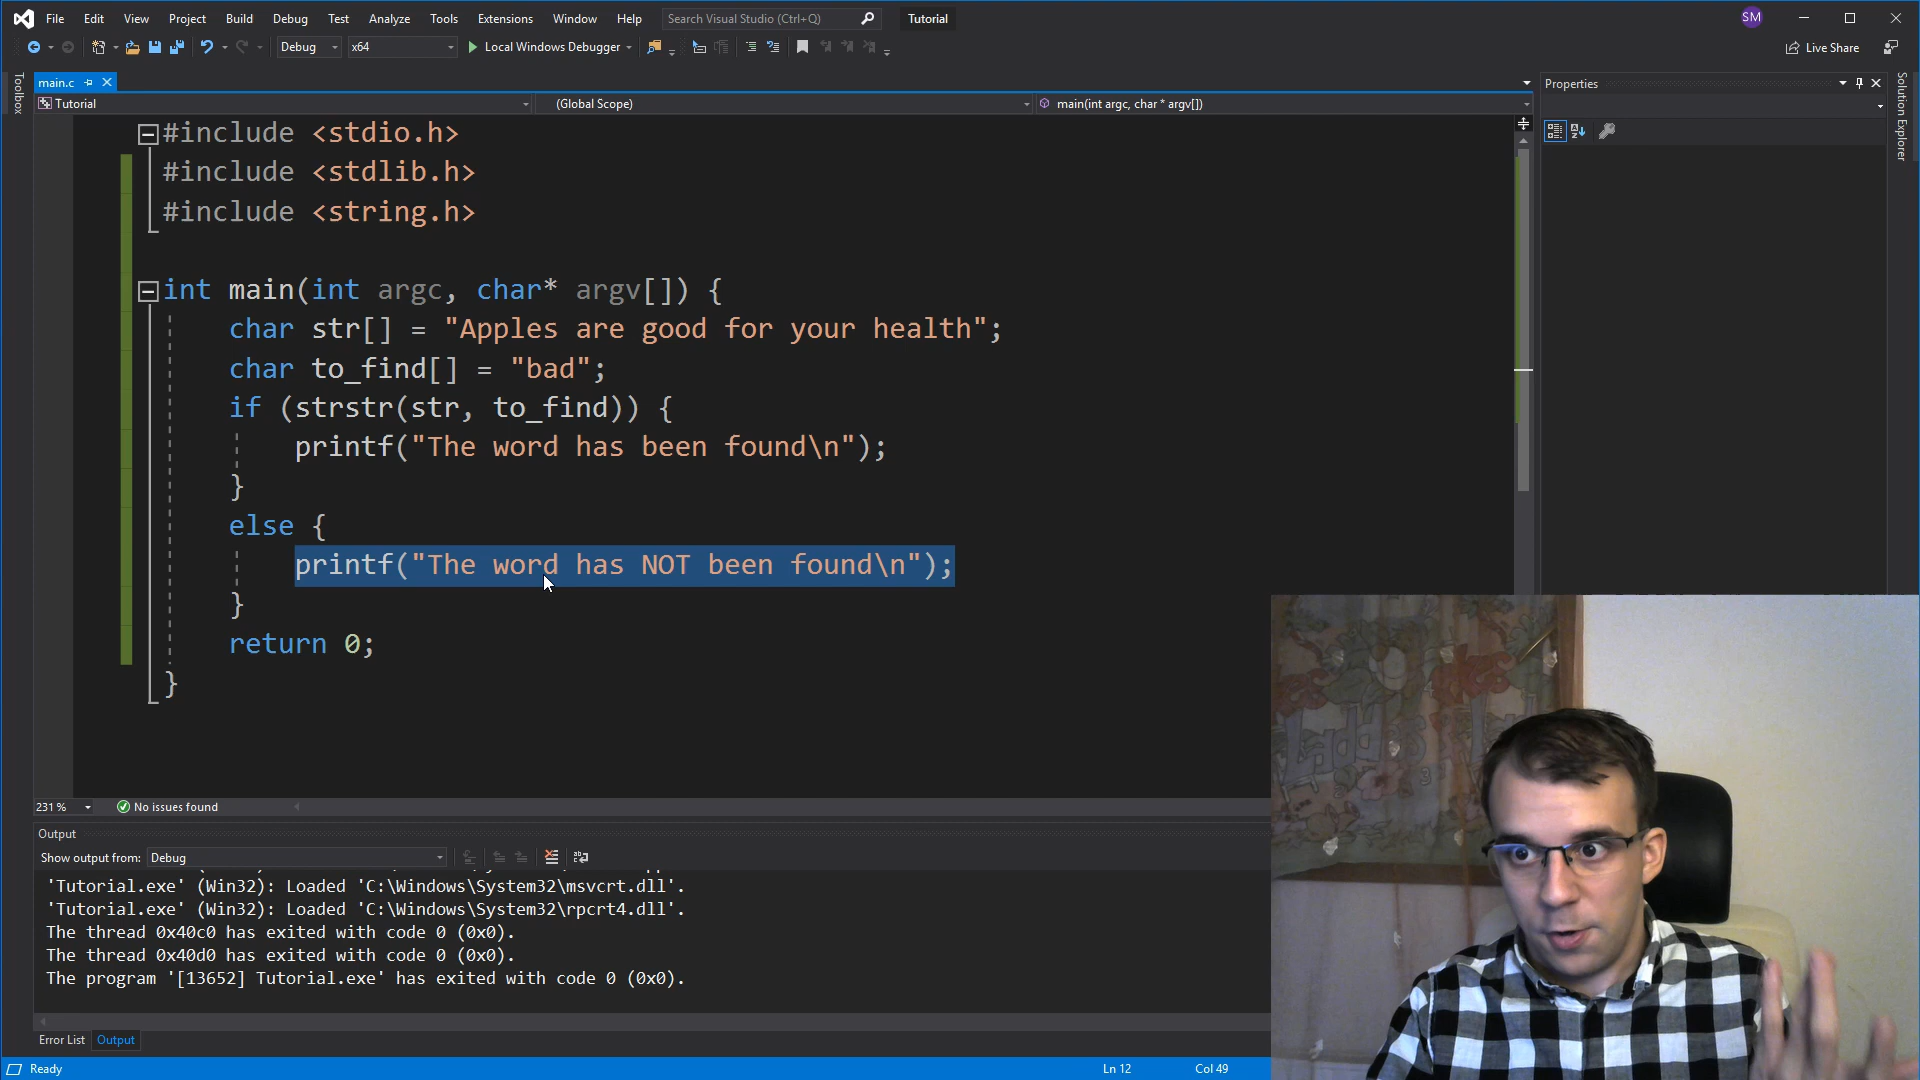 File Edit View Project Build Debug Test Analyze Tools Extensions Window Help Search Visual Studio (Ctrl+Q) Tutorial SM
Debug x64 Local Windows Debugger Live Share
Toolbox
main.c
Properties
Solution Explorer
Tutorial (Global Scope) main(int argc, char * argv[])
#include <stdio.h>
#include <stdlib.h>
#include <string.h>
int main(int argc, char* argv[]) {
char str[] = "Apples are good for your health";
char to_find[] = "bad";
if (strstr(str, to_find)) {
printf("The word has been found\n");
}
else {
printf("The word has NOT been found\n");
}
return 0;
}
231 % No issues found
Output
Show output from: Debug
'Tutorial.exe' (Win32): Loaded 'C:\Windows\System32\msvcrt.dll'.
'Tutorial.exe' (Win32): Loaded 'C:\Windows\System32\rpcrt4.dll'.
The thread 0x40c0 has exited with code 0 (0x0).
The thread 0x40d0 has exited with code 0 (0x0).
The program '[13652] Tutorial.exe' has exited with code 0 (0x0).
Error List Output
Ready Ln 12 Col 49